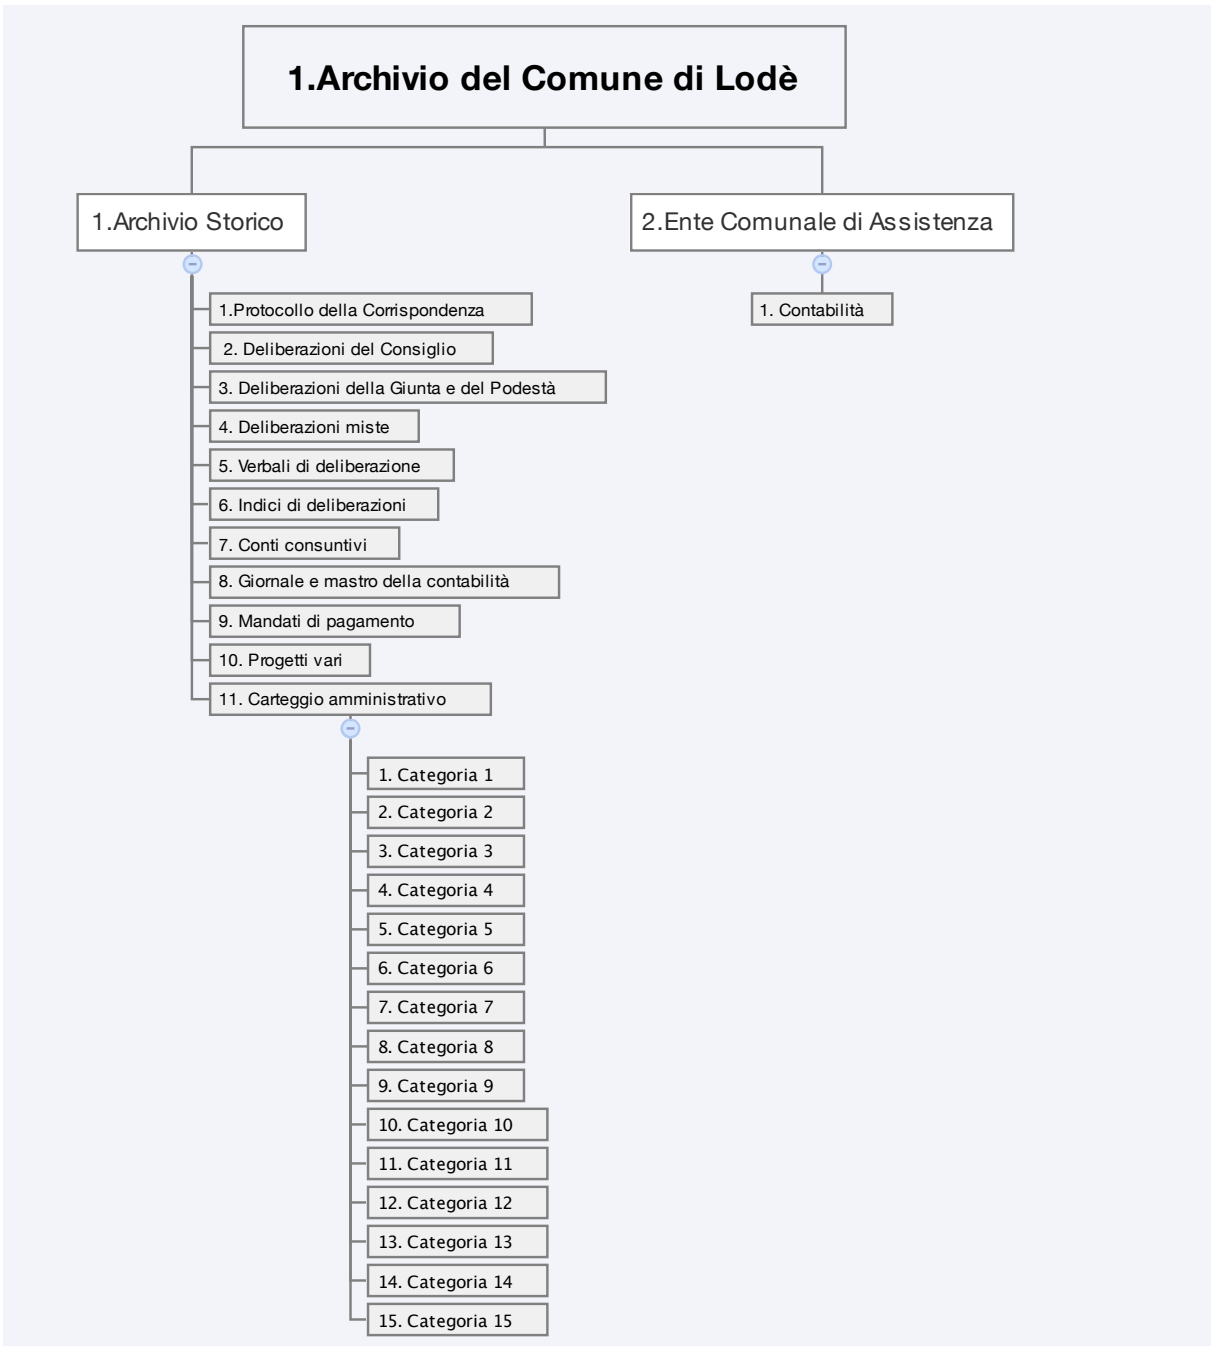 1.Archivio del Comune di Lodè
1.Archivio Storico
2.Ente Comunale di Assistenza
1.Protocollo della Corrispondenza
1. Contabilità
2. Deliberazioni del Consiglio
3. Deliberazioni della Giunta e del Podestà
4. Deliberazioni miste
5. Verbali di deliberazione
6. Indici di deliberazioni
7. Conti consuntivi
8. Giornale e mastro della contabilità
9. Mandati di pagamento
10. Progetti vari
11. Carteggio amministrativo
1. Categoria 1
2. Categoria 2
3. Categoria 3
4. Categoria 4
5. Categoria 5
6. Categoria 6
7. Categoria 7
8. Categoria 8
9. Categoria 9
10. Categoria 10
11. Categoria 11
12. Categoria 12
13. Categoria 13
14. Categoria 14
15. Categoria 15